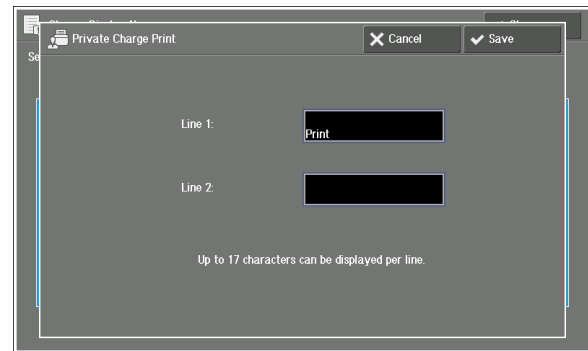 Private Charge Print
Cancel
Save
Se
Line 1:
Print
Line 2:
Up to 17 characters can be displayed per line.